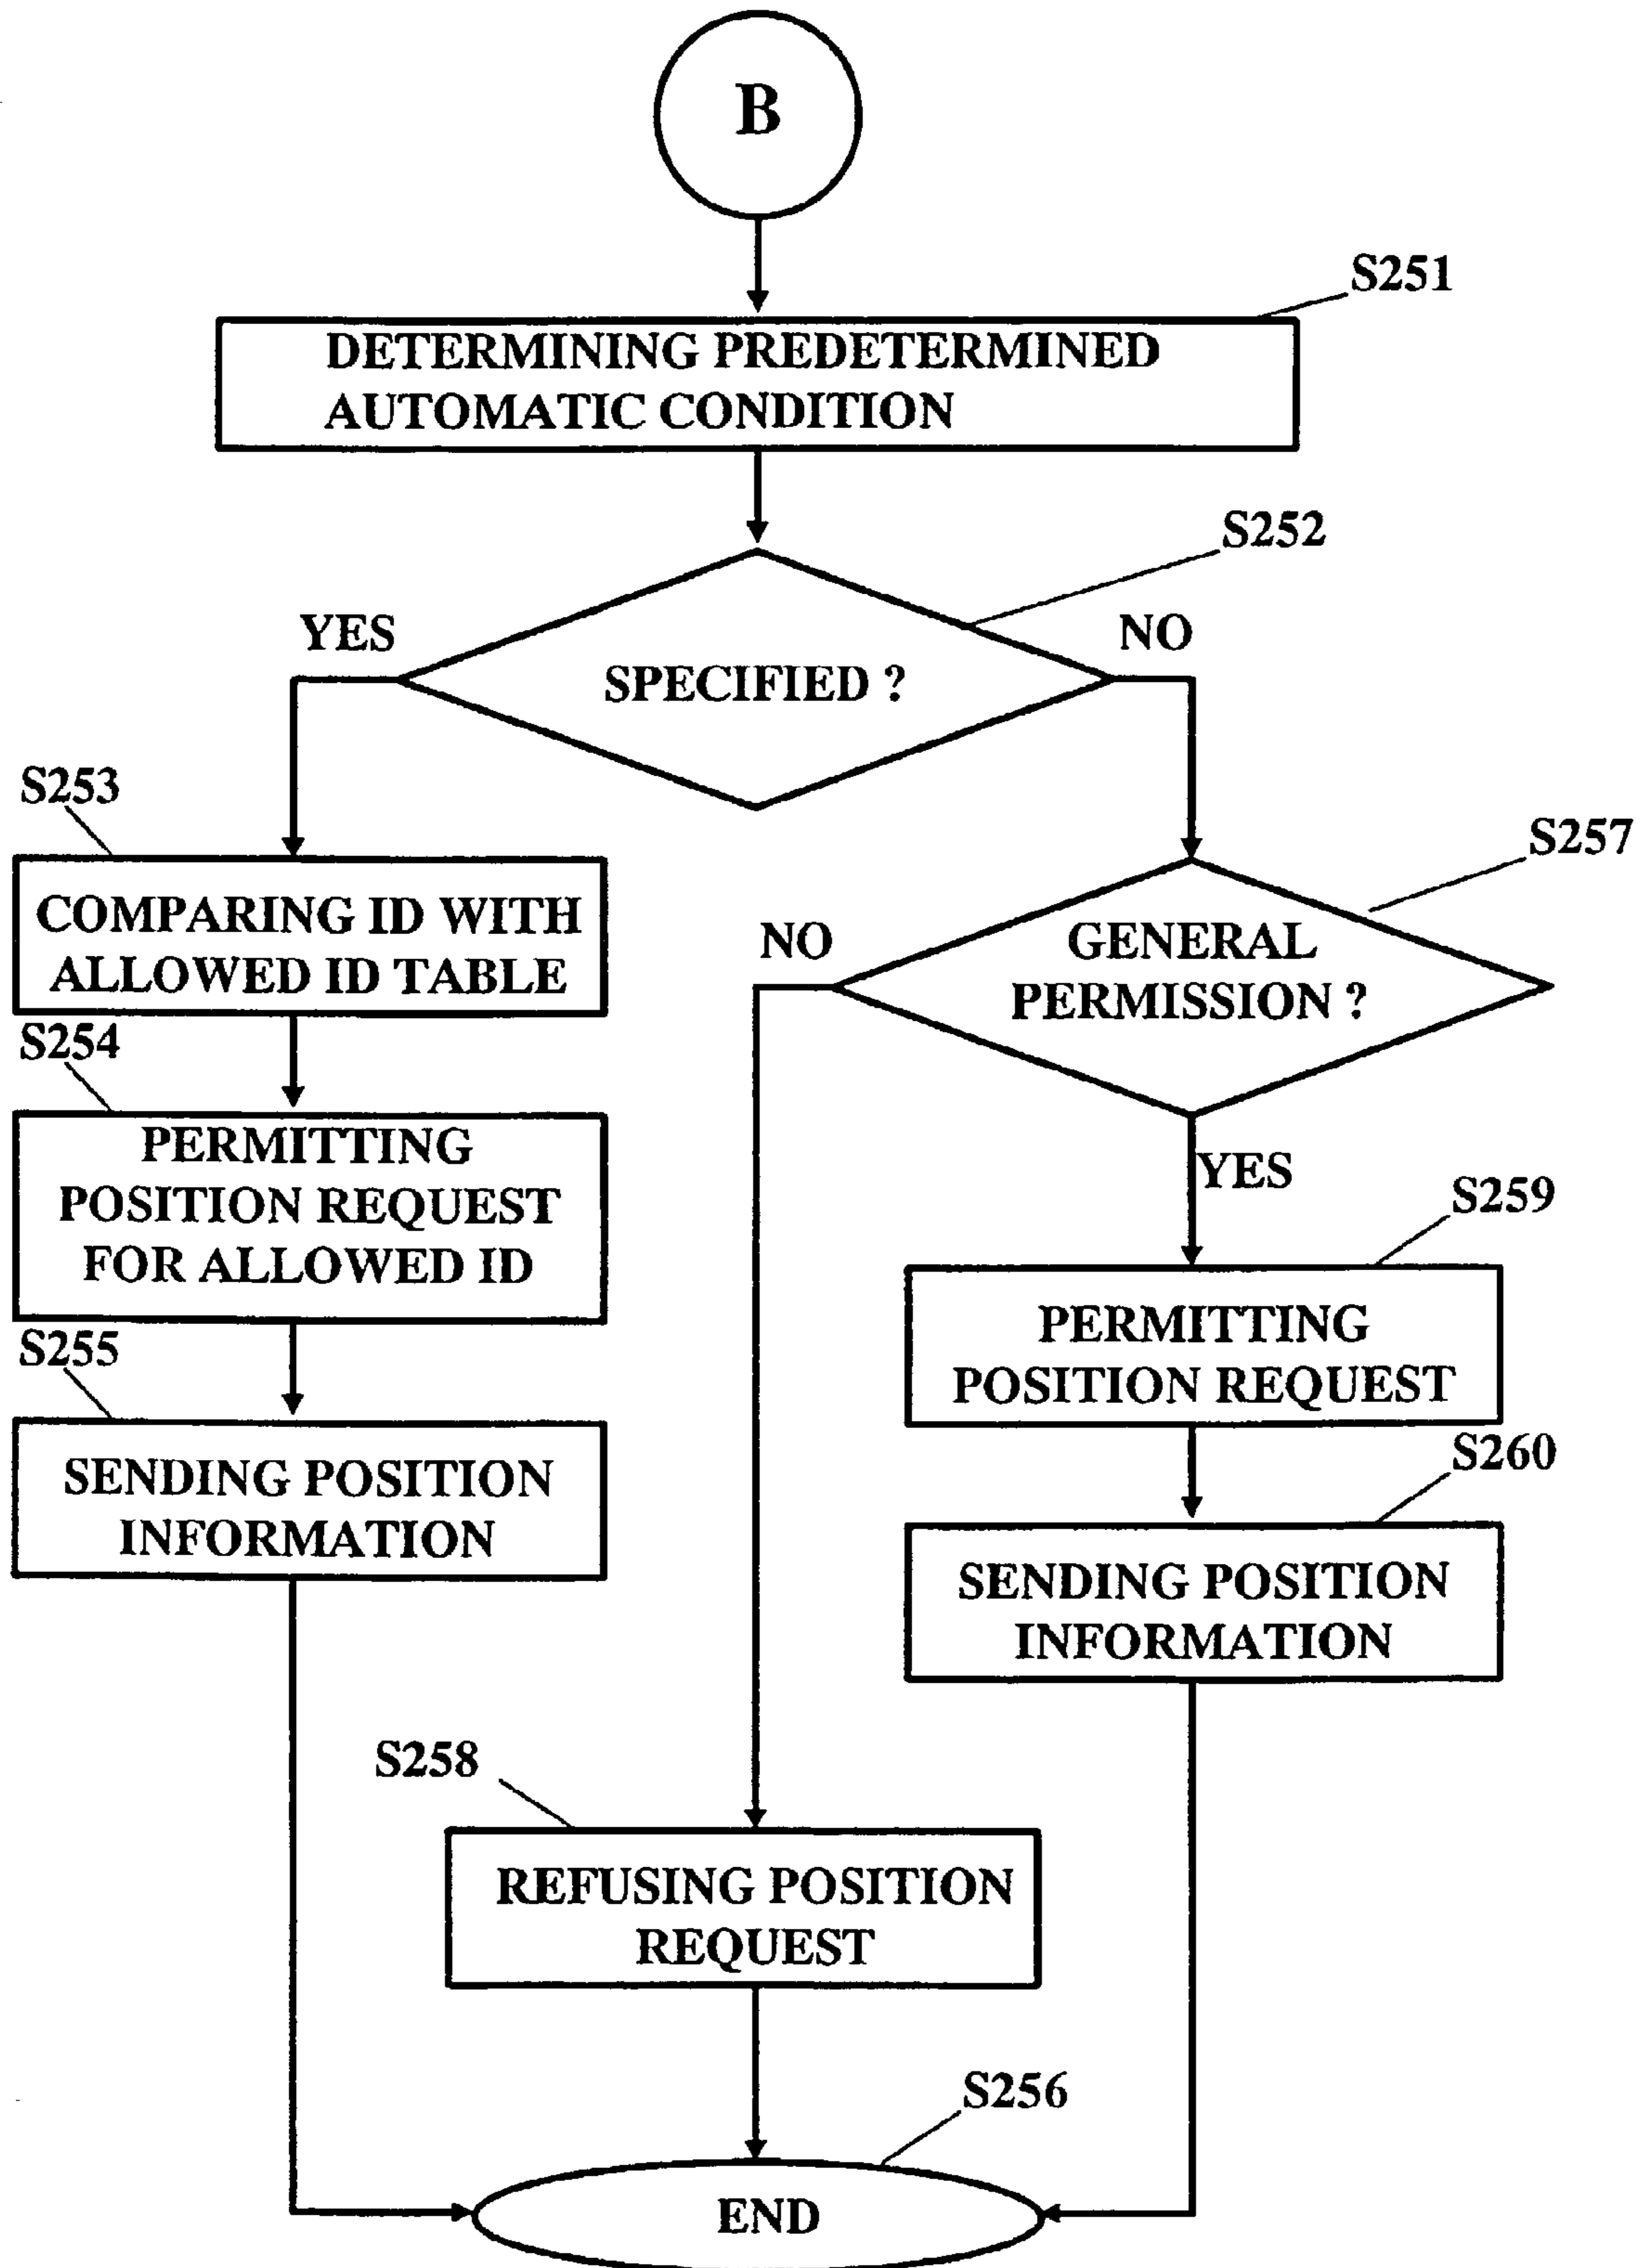 B
S251
DETERMINING PREDETERMINED
AUTOMATIC CONDITION
S252
YES
NO
SPECIFIED ?
S253
COMPARING ID WITH
ALLOWED ID TABLE
S257
NO
GENERAL
PERMISSION ?
S254
PERMITTING
POSITION REQUEST
FOR ALLOWED ID
YES
S259
PERMITTING
POSITION REQUEST
S255
SENDING POSITION
INFORMATION
S260
SENDING POSITION
INFORMATION
S258
REFUSING POSITION
REQUEST
S256
END